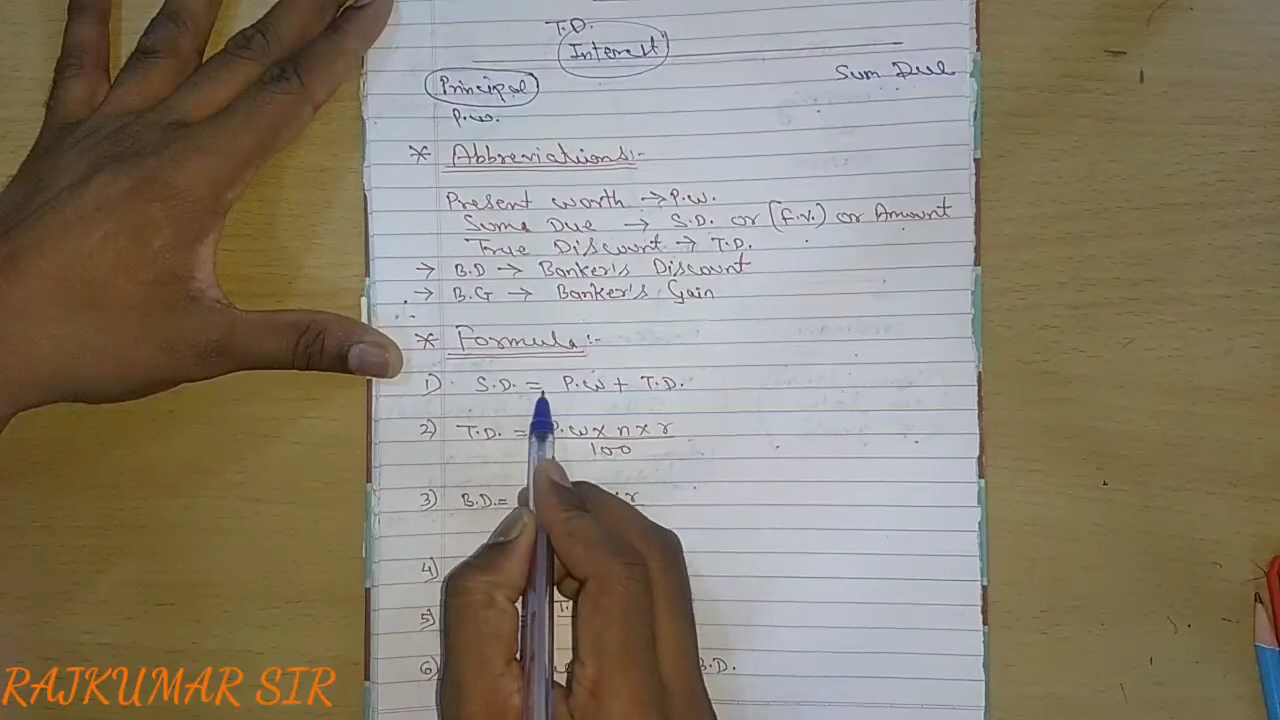 T.D.
Interest
Principal
Sum Due
P.W.
* Abbreviations:-
Present worth → P.W.
Sume Due → S.D. or (F.V.) or Amount
True Discount → T.D.
→ B.D → Banker's Discount
→ B.G → Banker's Gain
* Formula:-
1) S.D. = P.W + T.D.
2) T.D. = P.W x n x r
100
3) B.D. = r
4)
5) T.
6) B.D.
RAJKUMAR SIR